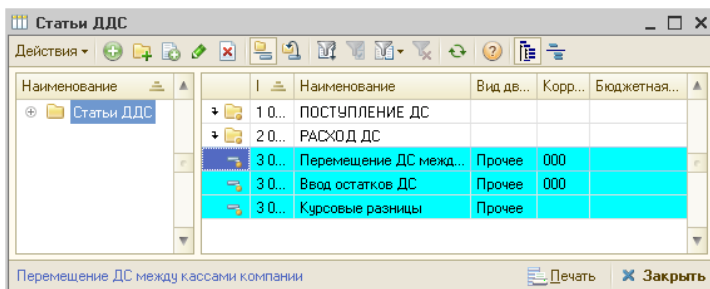 Статьи ДДС
Действия
Наименование
Статьи ДДС
I Наименование Вид дв... Корр... Бюджетная...
1 0... ПОСТУПЛЕНИЕ ДС
2 0... РАСХОД ДС
3 0... Перемещение ДС межд... Прочее 000
3 0... Ввод остатков ДС Прочее 000
3 0... Курсовые разницы Прочее
Перемещение ДС между кассами компании Печать Закрыть